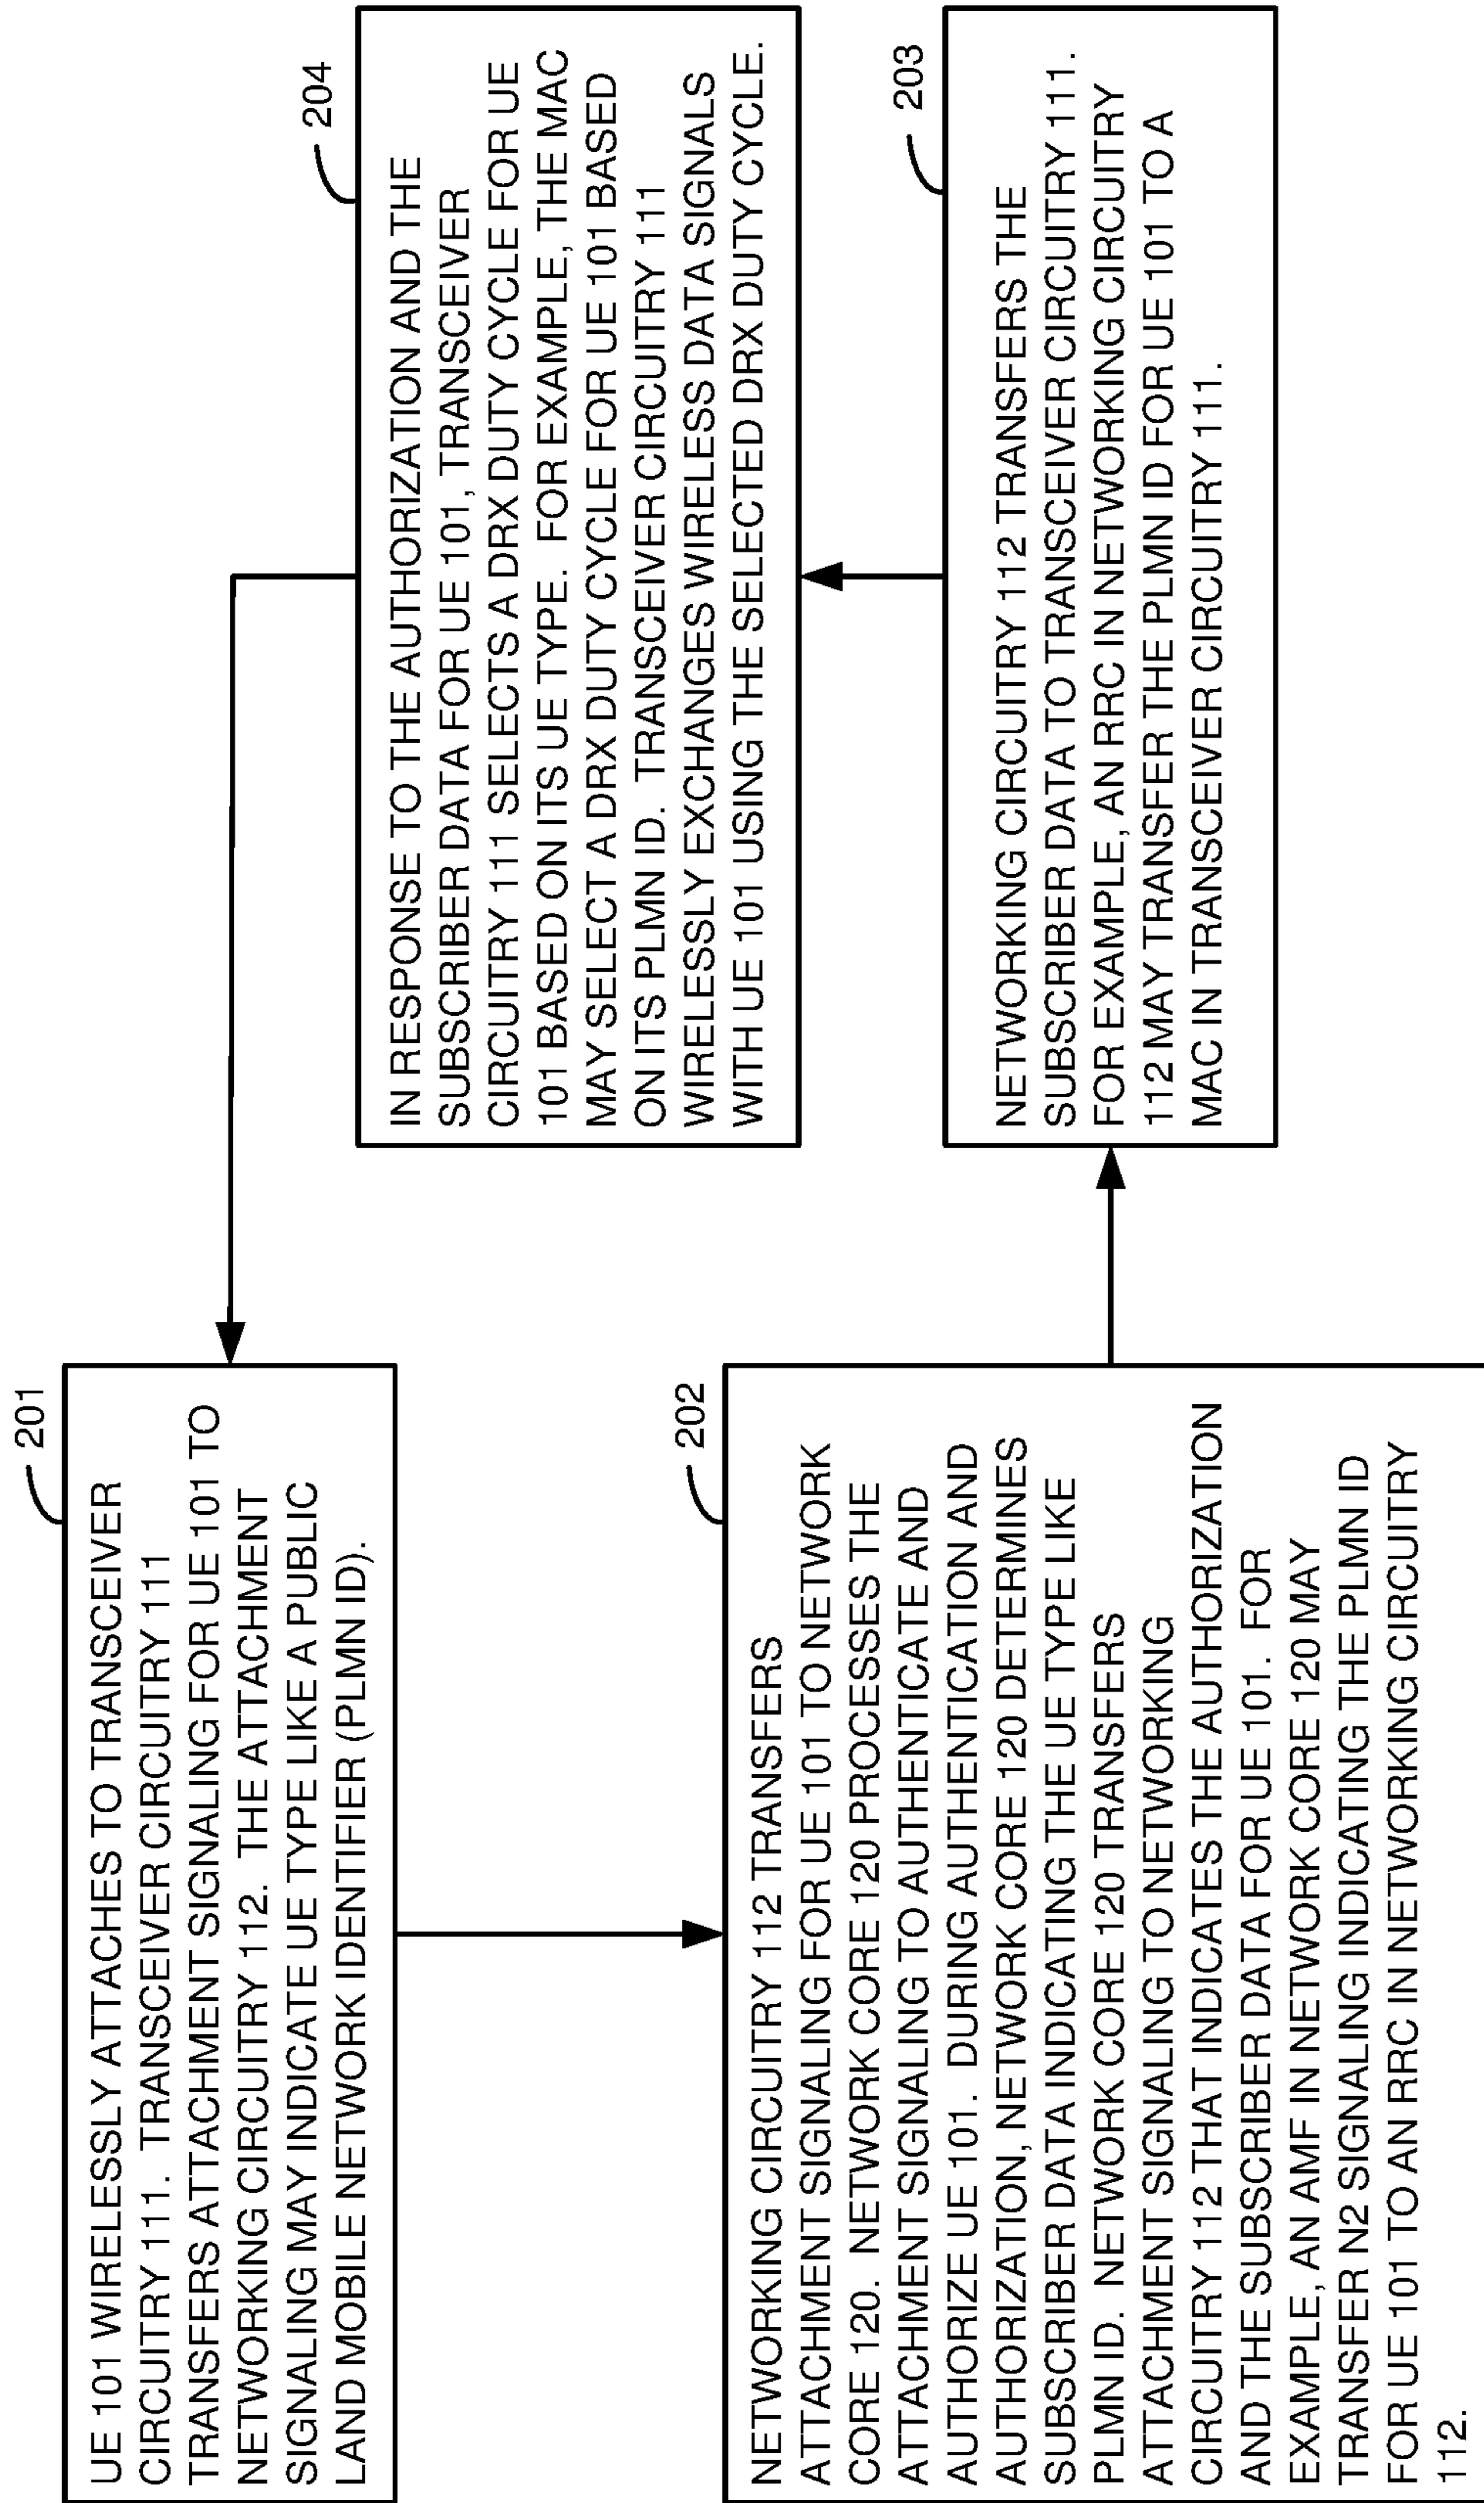 201
UE 101 WIRELESSLY ATTACHES TO TRANSCEIVER
CIRCUITRY 111. TRANSCEIVER CIRCUITRY 111
TRANSFERS ATTACHMENT SIGNALING FOR UE 101 TO
NETWORKING CIRCUITRY 112. THE ATTACHMENT
SIGNALING MAY INDICATE UE TYPE LIKE A PUBLIC
LAND MOBILE NETWORK IDENTIFIER (PLMN ID).
202
NETWORKING CIRCUITRY 112 TRANSFERS
ATTACHMENT SIGNALING FOR UE 101 TO NETWORK
CORE 120. NETWORK CORE 120 PROCESSES THE
ATTACHMENT SIGNALING TO AUTHENTICATE AND
AUTHORIZE UE 101. DURING AUTHENTICATION AND
AUTHORIZATION, NETWORK CORE 120 DETERMINES
SUBSCRIBER DATA INDICATING THE UE TYPE LIKE
PLMN ID. NETWORK CORE 120 TRANSFERS
ATTACHMENT SIGNALING TO NETWORKING
CIRCUITRY 112 THAT INDICATES THE AUTHORIZATION
AND THE SUBSCRIBER DATA FOR UE 101. FOR
EXAMPLE, AN AMF IN NETWORK CORE 120 MAY
TRANSFER N2 SIGNALING INDICATING THE PLMN ID
FOR UE 101 TO AN RRC IN NETWORKING CIRCUITRY
112.
203
NETWORKING CIRCUITRY 112 TRANSFERS THE
SUBSCRIBER DATA TO TRANSCEIVER CIRCUITRY 111.
FOR EXAMPLE, AN RRC IN NETWORKING CIRCUITRY
112 MAY TRANSFER THE PLMN ID FOR UE 101 TO A
MAC IN TRANSCEIVER CIRCUITRY 111.
204
IN RESPONSE TO THE AUTHORIZATION AND THE
SUBSCRIBER DATA FOR UE 101, TRANSCEIVER
CIRCUITRY 111 SELECTS A DRX DUTY CYCLE FOR UE
101 BASED ON ITS UE TYPE. FOR EXAMPLE, THE MAC
MAY SELECT A DRX DUTY CYCLE FOR UE 101 BASED
ON ITS PLMN ID. TRANSCEIVER CIRCUITRY 111
WIRELESSLY EXCHANGES WIRELESS DATA SIGNALS
WITH UE 101 USING THE SELECTED DRX DUTY CYCLE.